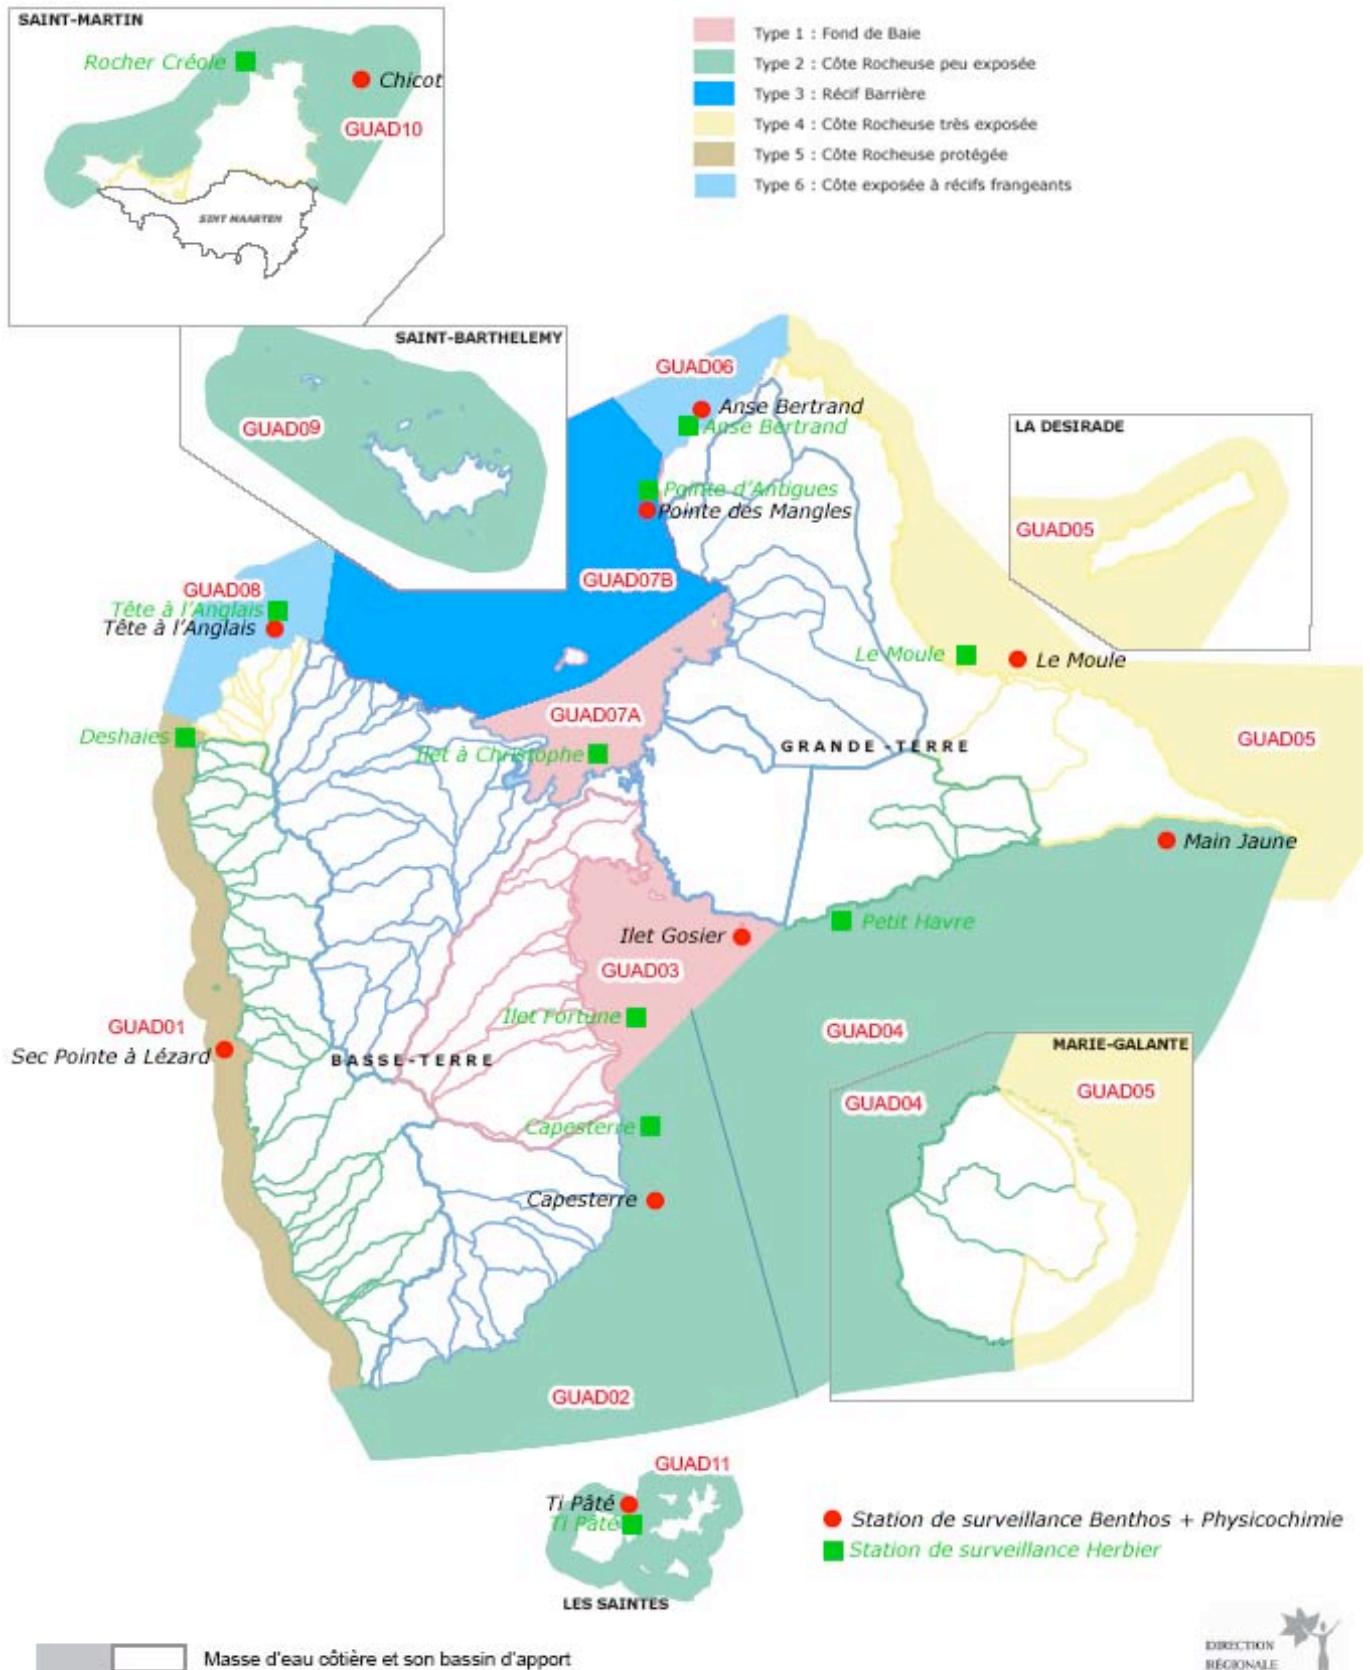 SAINT-MARTIN
Rocher Créole
Chicot
GUAD10
SINT MAARTEN
Type 1 : Fond de Baie
Type 2 : Côte Rocheuse peu exposée
Type 3 : Récif Barrière
Type 4 : Côte Rocheuse très exposée
Type 5 : Côte Rocheuse protégée
Type 6 : Côte exposée à récifs frangeants
SAINT-BARTHELEMY
GUAD09
GUAD06
Anse Bertrand
Anse Bertrand
Pointe d'Antigues
Pointe des Mangles
LA DESIRADE
GUAD05
GUAD07B
GUAD08
Tête à l'Anglais
Tête à l'Anglais
Le Moule
Le Moule
GUAD07A
Deshaies
Ilet à Christophe
GRANDE-TERRE
GUAD05
Main Jaune
Petit Havre
Ilet Gosier
GUAD03
Ilet Fortune
GUAD01
Sec Pointe à Lézard
BASSE-TERRE
GUAD04
MARIE-GALANTE
GUAD05
GUAD04
Capesterre
Capesterre
GUAD02
GUAD11
Ti Pâté
Ti Pâté
LES SAINTES
Station de surveillance Benthos + Physicochimie
Station de surveillance Herbier
Masse d'eau côtière et son bassin d'apport
DIRECTION
RÉGIONALE